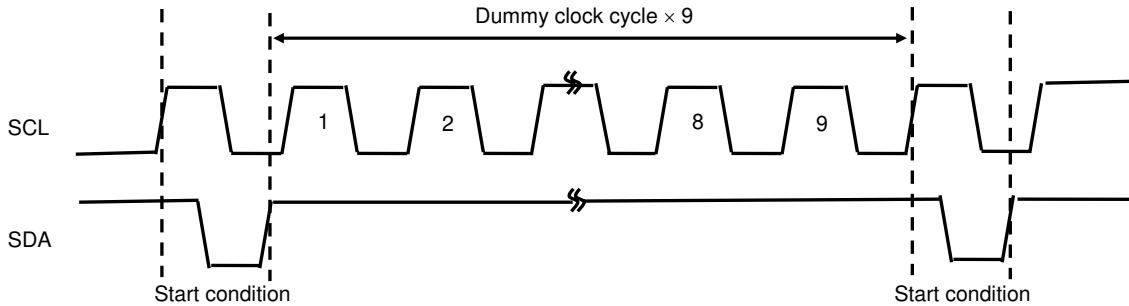 Dummy clock cycle × 9
SCL
1 2 8 9
SDA
Start condition Start condition